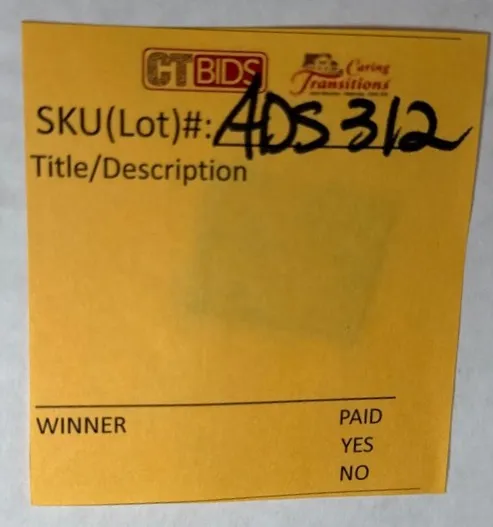 CTBIDS
Caring
Transitions
SKU(Lot)#: ADS312
Title/Description
WINNER
PAID
YES
NO